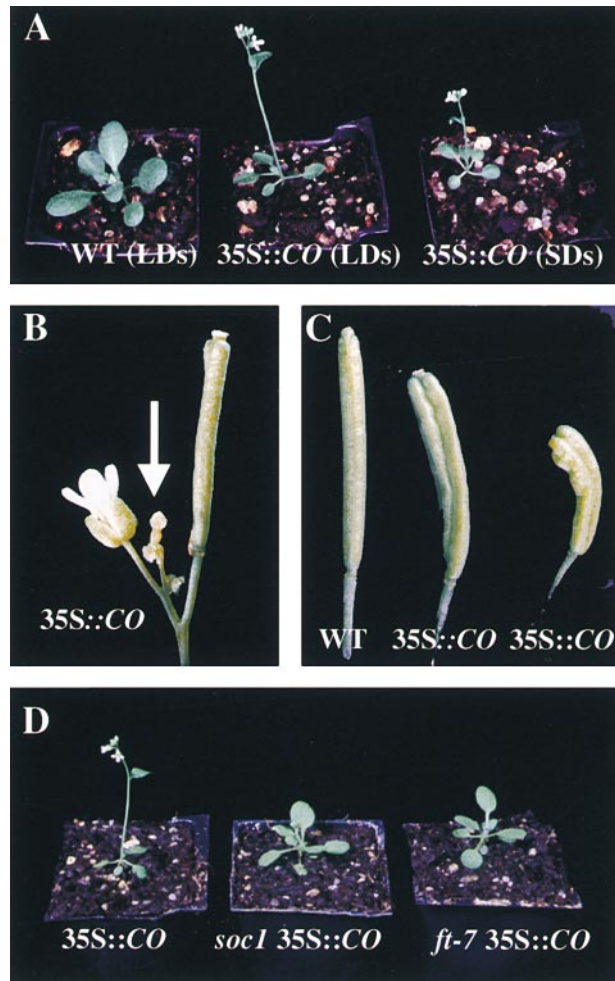 A
WT (LDs)
35S::CO (LDs)
35S::CO (SDs)
B
35S::CO
C
WT
35S::CO
35S::CO
D
35S::CO
soc1 35S::CO
ft-7 35S::CO